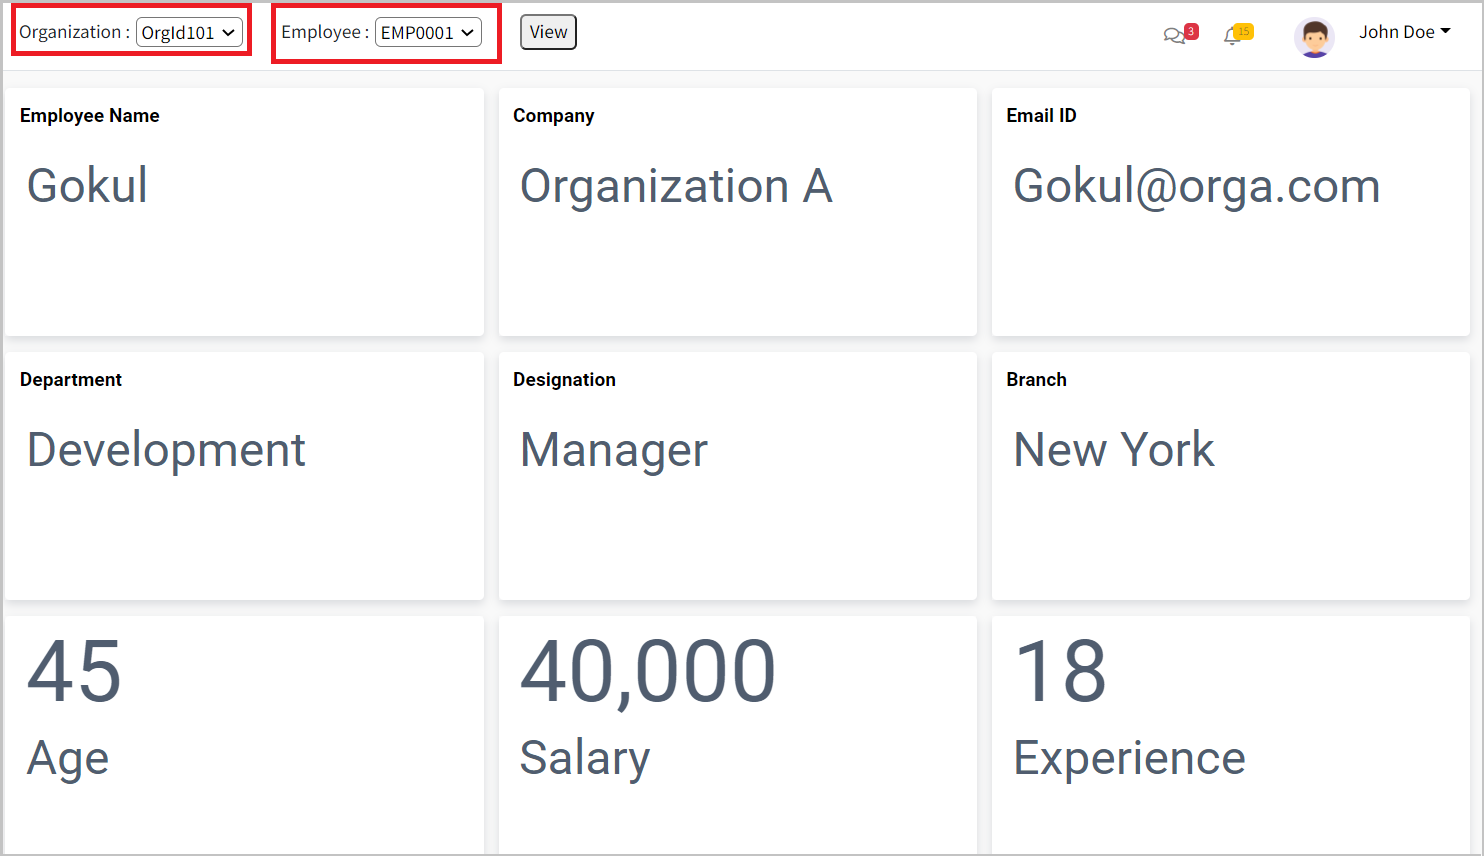 Organization : OrgId101 Employee : EMP0001 View 3 15 John Doe
Employee Name Company Email ID
Gokul Organization A Gokul@orga.com
Department Designation Branch
Development Manager New York
45 40,000 18
Age Salary Experience